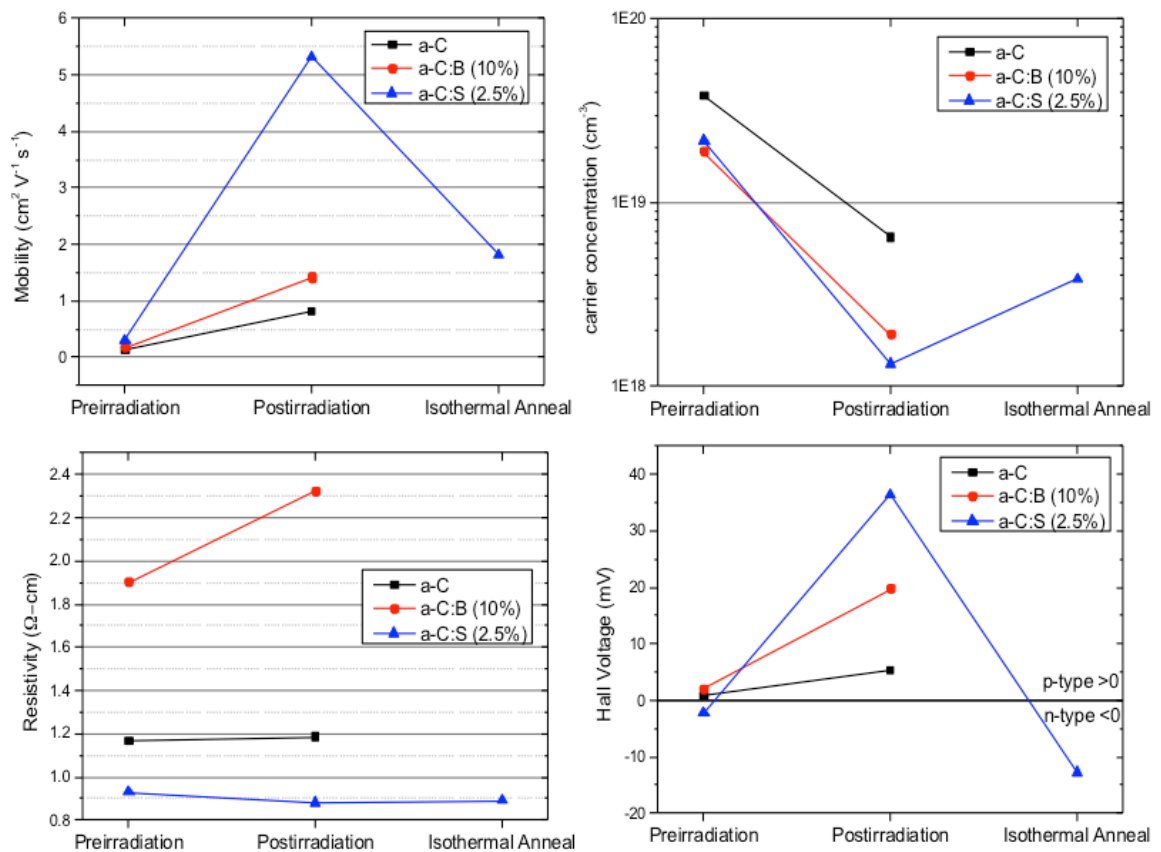 6
5
4
3
2
1
0
Mobility (cm² V⁻¹ s⁻¹)
a-C
a-C:B (10%)
a-C:S (2.5%)
Preirradiation Postirradiation Isothermal Anneal
1E20
1E19
1E18
carrier concentration (cm⁻³)
a-C
a-C:B (10%)
a-C:S (2.5%)
Preirradiation Postirradiation Isothermal Anneal
2.4
2.2
2.0
1.8
1.6
1.4
1.2
1.0
0.8
Resistivity (Ω−cm)
a-C
a-C:B (10%)
a-C:S (2.5%)
Preirradiation Postirradiation Isothermal Anneal
40
30
20
10
0
-10
-20
Hall Voltage (mV)
a-C
a-C:B (10%)
a-C:S (2.5%)
p-type >0
n-type <0
Preirradiation Postirradiation Isothermal Anneal